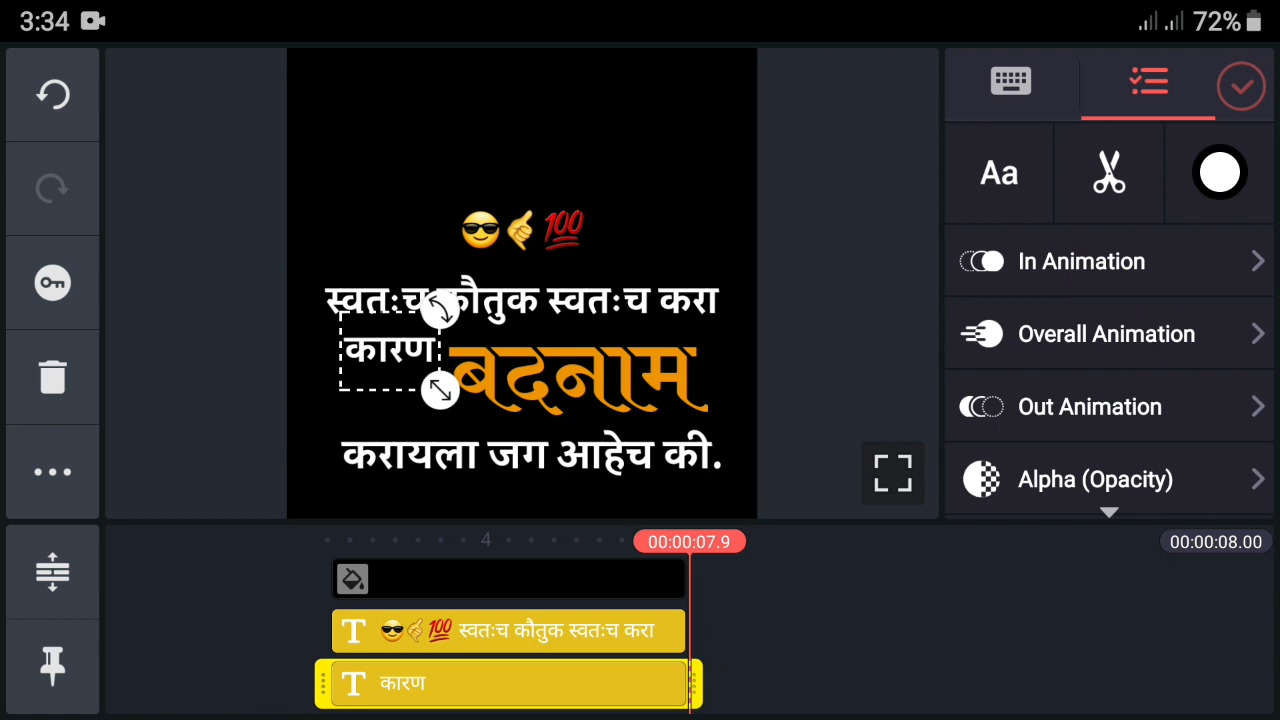 3:34
72%
Aa
In Animation
Overall Animation
Out Animation
Alpha (Opacity)
😎🤙💯
स्वतःच कौतुक स्वतःच करा
कारण बदनाम
करायला जग आहेच की.
4
00:00:07.9
00:00:08.00
T 😎🤙💯 स्वतःच कौतुक स्वतःच करा
T कारण